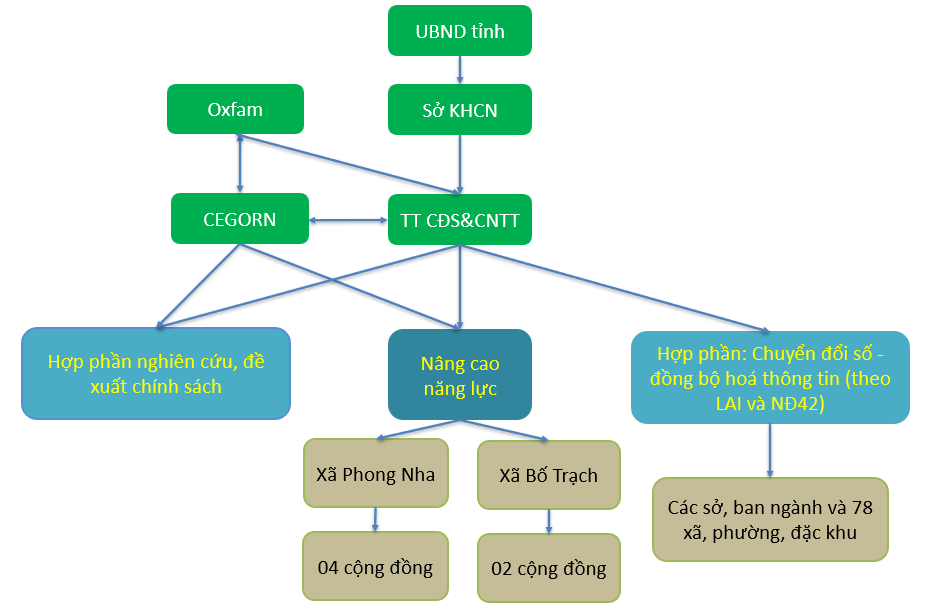 UBND tỉnh
Oxfam
Sở KHCN
CEGORN
TT CĐS&CNTT
Hợp phần nghiên cứu, đề
xuất chính sách
Nâng cao
năng lực
Hợp phần: Chuyển đổi số -
đồng bộ hoá thông tin (theo
LAI và NĐ42)
Xã Phong Nha
Xã Bố Trạch
Các sở, ban ngành và 78
xã, phường, đặc khu
04 cộng đồng
02 cộng đồng